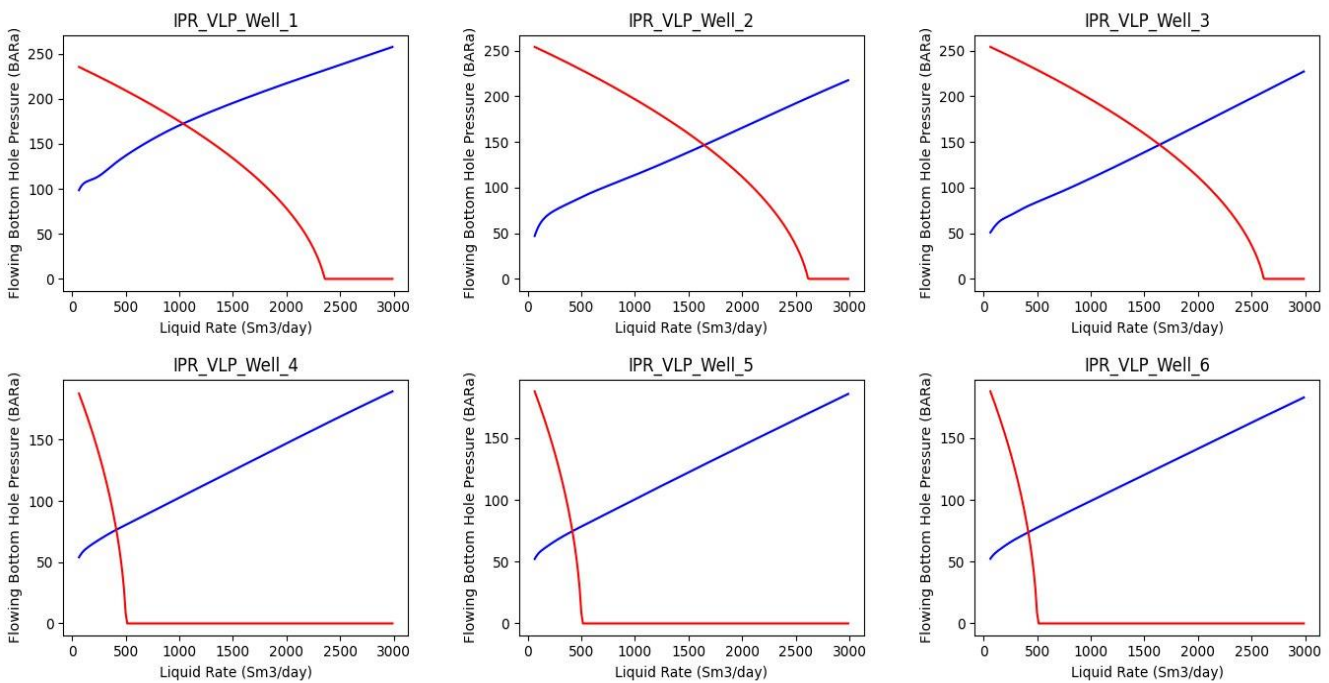 IPR_VLP_Well_1
Flowing Bottom Hole Pressure (BARa)
250
200
150
100
50
0
0 500 1000 1500 2000 2500 3000
Liquid Rate (Sm3/day)
IPR_VLP_Well_2
Flowing Bottom Hole Pressure (BARa)
250
200
150
100
50
0
0 500 1000 1500 2000 2500 3000
Liquid Rate (Sm3/day)
IPR_VLP_Well_3
Flowing Bottom Hole Pressure (BARa)
250
200
150
100
50
0
0 500 1000 1500 2000 2500 3000
Liquid Rate (Sm3/day)
IPR_VLP_Well_4
Flowing Bottom Hole Pressure (BARa)
150
100
50
0
0 500 1000 1500 2000 2500 3000
Liquid Rate (Sm3/day)
IPR_VLP_Well_5
Flowing Bottom Hole Pressure (BARa)
150
100
50
0
0 500 1000 1500 2000 2500 3000
Liquid Rate (Sm3/day)
IPR_VLP_Well_6
Flowing Bottom Hole Pressure (BARa)
150
100
50
0
0 500 1000 1500 2000 2500 3000
Liquid Rate (Sm3/day)